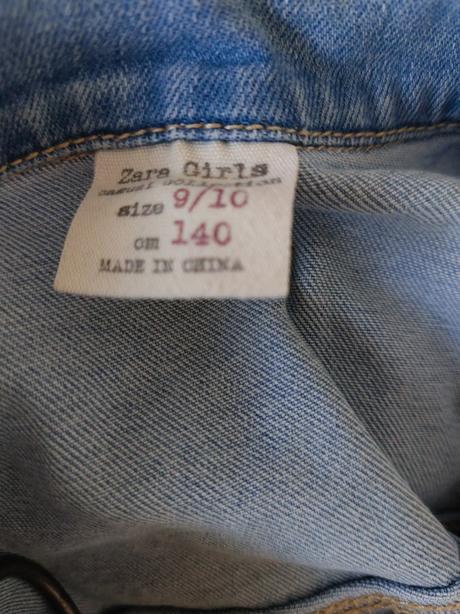 Zara Girls
casual collection
size 9/10
cm 140
MADE IN CHINA